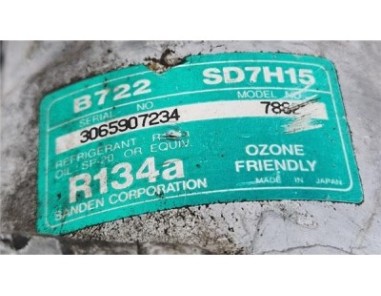 B722 SD7H15
SERIAL NO MODEL NO.
3065907234
REFRIGERANT
OIL: SP-20 OR EQUIV.
R134a OZONE FRIENDLY
SANDEN CORPORATION MADE IN JAPAN